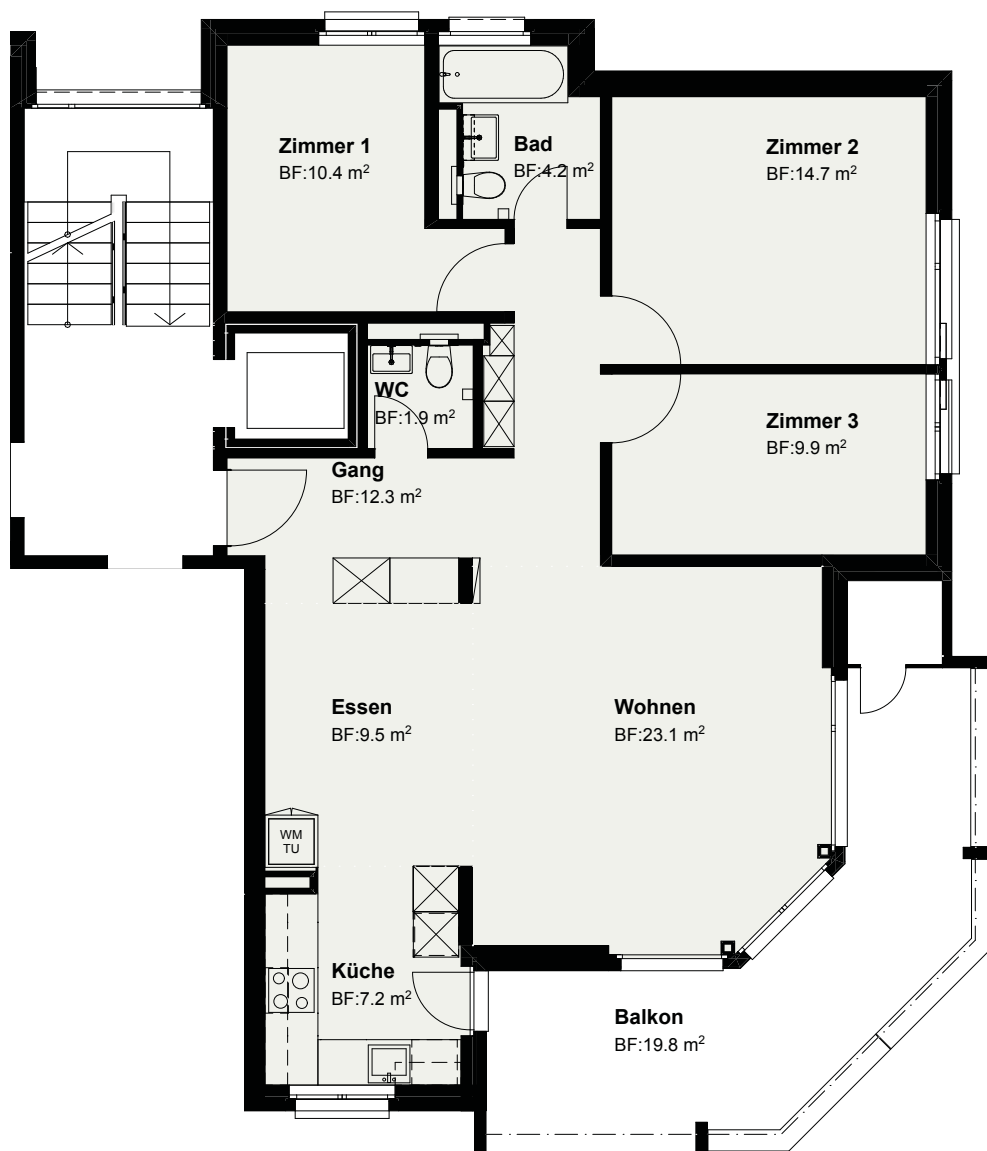 Zimmer 1
BF:10.4 m²
Bad
BF:4.2 m²
Zimmer 2
BF:14.7 m²
WC
BF:1.9 m²
Zimmer 3
BF:9.9 m²
Gang
BF:12.3 m²
Essen
BF:9.5 m²
Wohnen
BF:23.1 m²
WM
TU
Küche
BF:7.2 m²
Balkon
BF:19.8 m²